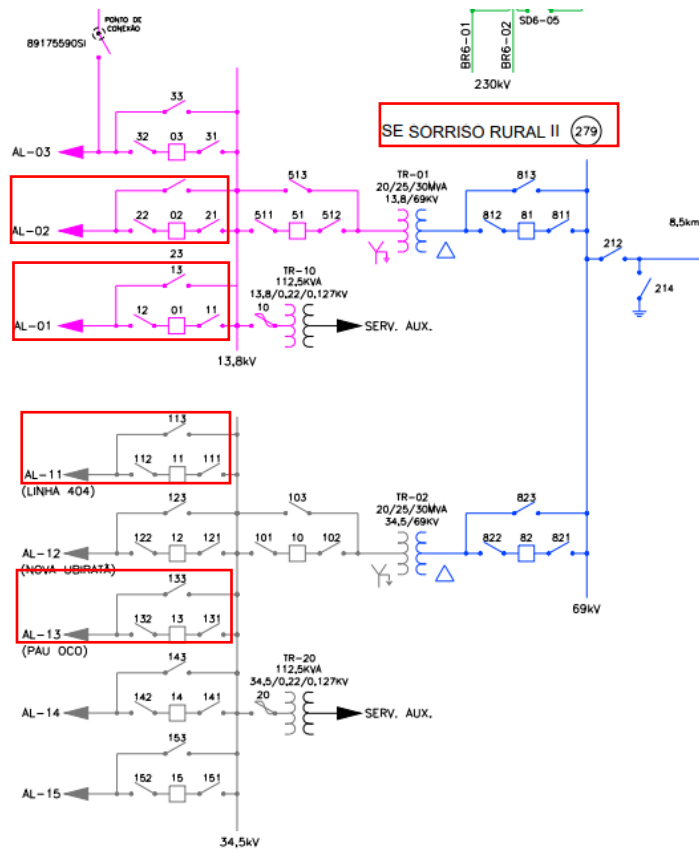 PONTO DE
CONEXÃO
89175590SI
BR6-01
BR6-02
SD6-05
230kV
SE SORRISO RURAL II 279
33
32 03 31
AL-03
TR-01
20/25/30MVA
13,8/69KV
513
813
22 02 21
AL-02
511 51 512
812 81 811
8,5km
212
214
23
13
TR-10
112,5KVA
13,8/0,22/0,127KV
12 01 11
10
AL-01
SERV. AUX.
13,8kV
113
112 11 111
AL-11
(LINHA 404)
TR-02
20/25/30MVA
34,5/69KV
123
103
823
122 12 121
101 10 102
822 82 821
AL-12
(NOVA UBIRATÃ)
133
132 13 131
AL-13
(PAU OCO)
69kV
143
TR-20
112,5KVA
34,5/0,22/0,127KV
142 14 141
20
AL-14
SERV. AUX.
153
152 15 151
AL-15
34,5kV